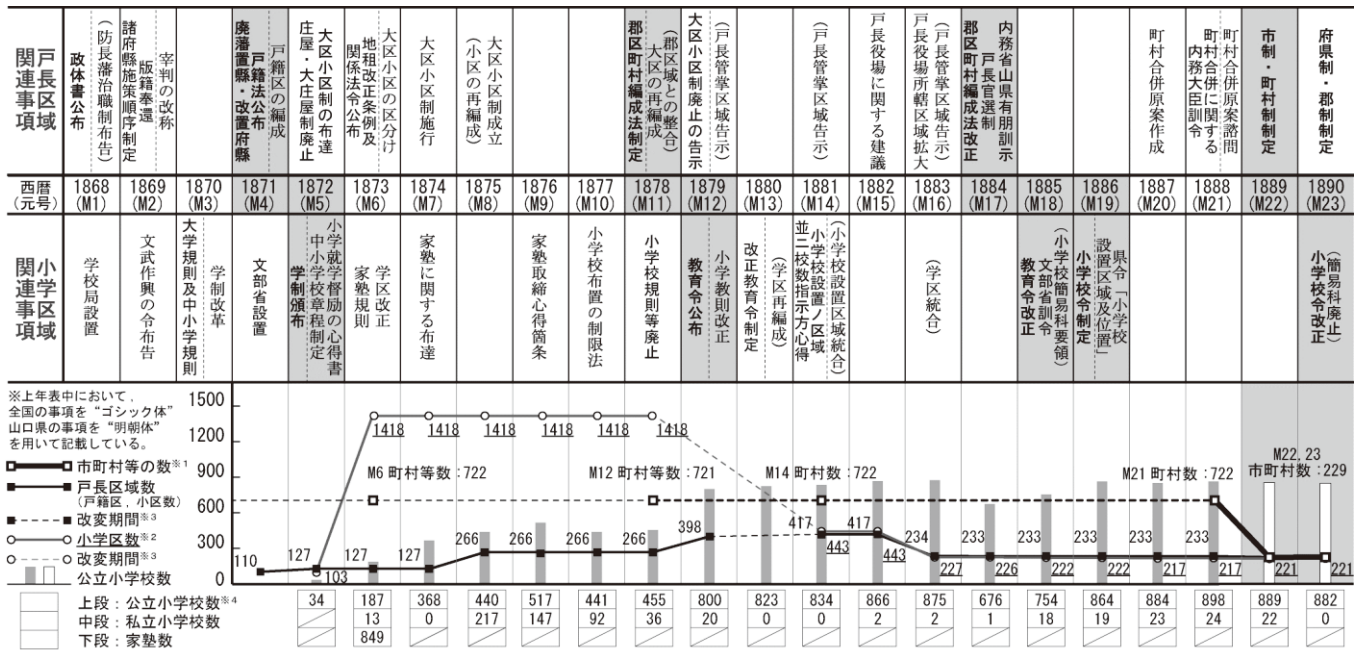 戸長区域
関連事項
政体書公布
(防長藩治職制布告)
諸府縣施策順序制定
版籍奉還
宰判の改称
廃藩置縣・改置府縣
戸籍法公布
戸籍区の編成
庄屋・大庄屋制廃止
大区小区制の布達
関係法令公布
地租改正条例及
大区小区の区分け
大区小区制施行
(小区の再編成)
大区小区制成立
郡区町村編成法制定
大区の再編成
(郡区域との整合)
大区小区制廃止の告示
(戸長管掌区域告示)
(戸長管掌区域告示)
戸長役場に関する建議
戸長役場所轄区域拡大
(戸長管掌区域告示)
郡区町村編成法改正
戸長官選制
内務省山県有朋訓示
町村合併原案作成
内務大臣訓令
町村合併に関する
町村合併原案諮問
市制・町村制制定
府県制・郡制制定
西暦
(元号)
1868
(M1)
1869
(M2)
1870
(M3)
1871
(M4)
1872
(M5)
1873
(M6)
1874
(M7)
1875
(M8)
1876
(M9)
1877
(M10)
1878
(M11)
1879
(M12)
1880
(M13)
1881
(M14)
1882
(M15)
1883
(M16)
1884
(M17)
1885
(M18)
1886
(M19)
1887
(M20)
1888
(M21)
1889
(M22)
1890
(M23)
小学区域
関連事項
学校局設置
文武作興の令布告
大学規則及中小学規則
学制改革
文部省設置
学制頒布
中小学校章程制定
小学就学督励の心得書
家塾規則
学区改正
家塾に関する布達
家塾取締心得箇条
小学校布置の制限法
小学校規則等廃止
教育令公布
小学教則改正
改正教育令制定
(学区再編成)
並二校数指示方心得
小学校設置ノ区域
(小学校設置区域統合)
(学区統合)
教育令改正
文部省訓令
(小学校簡易科要領)
小学校令制定
設置区域及位置」
県令「小学校
小学校令改正
(簡易科廃止)
※上年表中において,
全国の事項を“ゴシック体”
山口県の事項を“明朝体”
を用いて記載している。
市町村等の数※1
戸長区域数
(戸籍区, 小区数)
改変期間※3
小学区数※2
改変期間※3
公立小学校数
1500
1200
900
600
300
0
1418 1418 1418 1418 1418 1418
M6 町村等数:722
M12 町村等数:721
M14 町村数:722
M21 町村数:722
M22, 23
市町村数:229
110 127 127 127 266 266 266 266 398 417 417 234 233 233 233 233 233
103 443 443 227 226 222 222 217 217 221 221
上段:公立小学校数※4
34 187 368 440 517 441 455 800 823 834 866 875 676 754 864 884 898 889 882
中段:私立小学校数
13 0 217 147 92 36 20 0 0 2 2 1 18 19 23 24 22 0
下段:家塾数
849